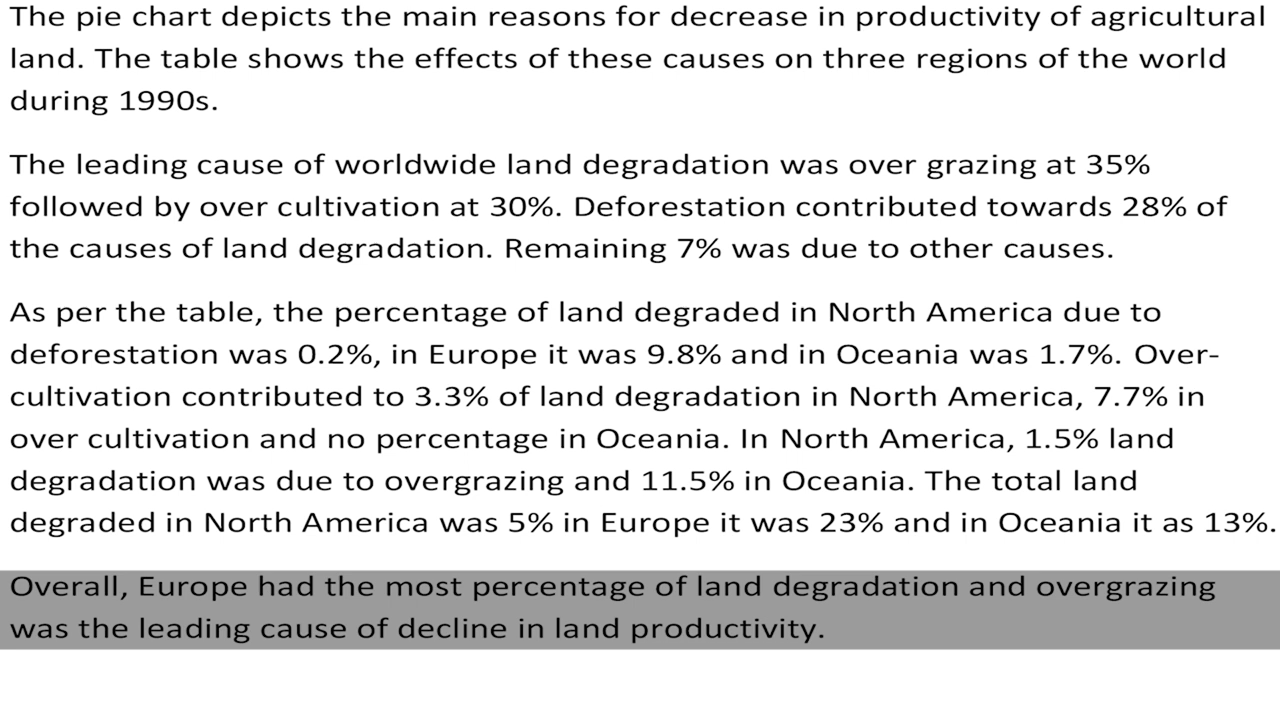 The pie chart depicts the main reasons for decrease in productivity of agricultural
land. The table shows the effects of these causes on three regions of the world
during 1990s.
The leading cause of worldwide land degradation was over grazing at 35%
followed by over cultivation at 30%. Deforestation contributed towards 28% of
the causes of land degradation. Remaining 7% was due to other causes.
As per the table, the percentage of land degraded in North America due to
deforestation was 0.2%, in Europe it was 9.8% and in Oceania was 1.7%. Over-
cultivation contributed to 3.3% of land degradation in North America, 7.7% in
over cultivation and no percentage in Oceania. In North America, 1.5% land
degradation was due to overgrazing and 11.5% in Oceania. The total land
degraded in North America was 5% in Europe it was 23% and in Oceania it as 13%.
Overall, Europe had the most percentage of land degradation and overgrazing
was the leading cause of decline in land productivity.